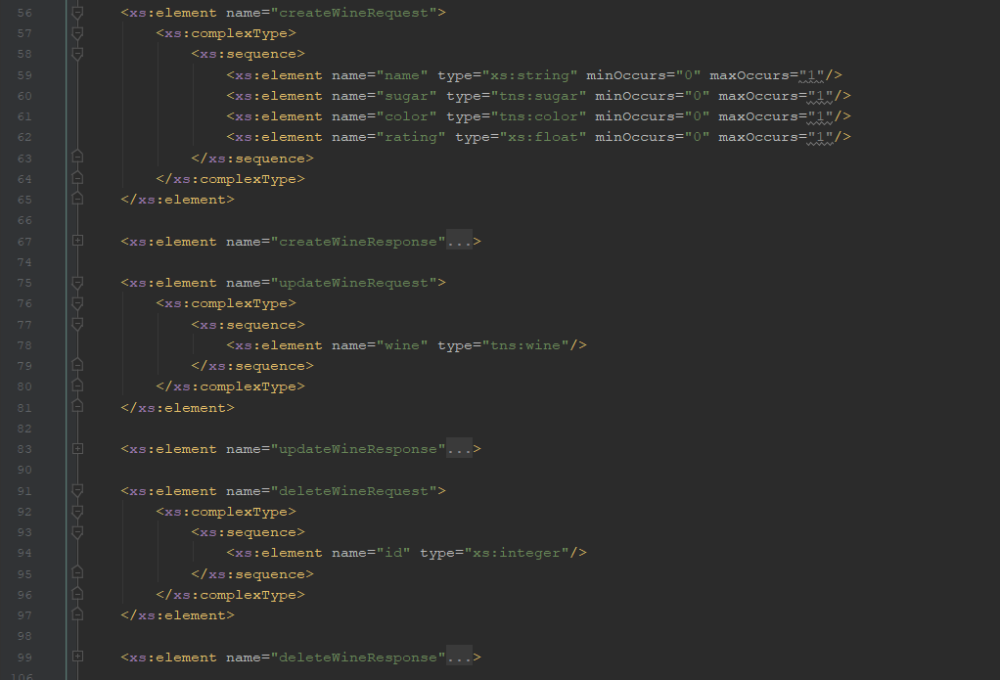 56 <xs:element name="createWineRequest">
57 <xs:complexType>
58 <xs:sequence>
59 <xs:element name="name" type="xs:string" minOccurs="0" maxOccurs="1"/>
60 <xs:element name="sugar" type="tns:sugar" minOccurs="0" maxOccurs="1"/>
61 <xs:element name="color" type="tns:color" minOccurs="0" maxOccurs="1"/>
62 <xs:element name="rating" type="xs:float" minOccurs="0" maxOccurs="1"/>
63 </xs:sequence>
64 </xs:complexType>
65 </xs:element>
66
67 <xs:element name="createWineResponse"...>
74
75 <xs:element name="updateWineRequest">
76 <xs:complexType>
77 <xs:sequence>
78 <xs:element name="wine" type="tns:wine"/>
79 </xs:sequence>
80 </xs:complexType>
81 </xs:element>
82
83 <xs:element name="updateWineResponse"...>
90
91 <xs:element name="deleteWineRequest">
92 <xs:complexType>
93 <xs:sequence>
94 <xs:element name="id" type="xs:integer"/>
95 </xs:sequence>
96 </xs:complexType>
97 </xs:element>
98
99 <xs:element name="deleteWineResponse"...>
106